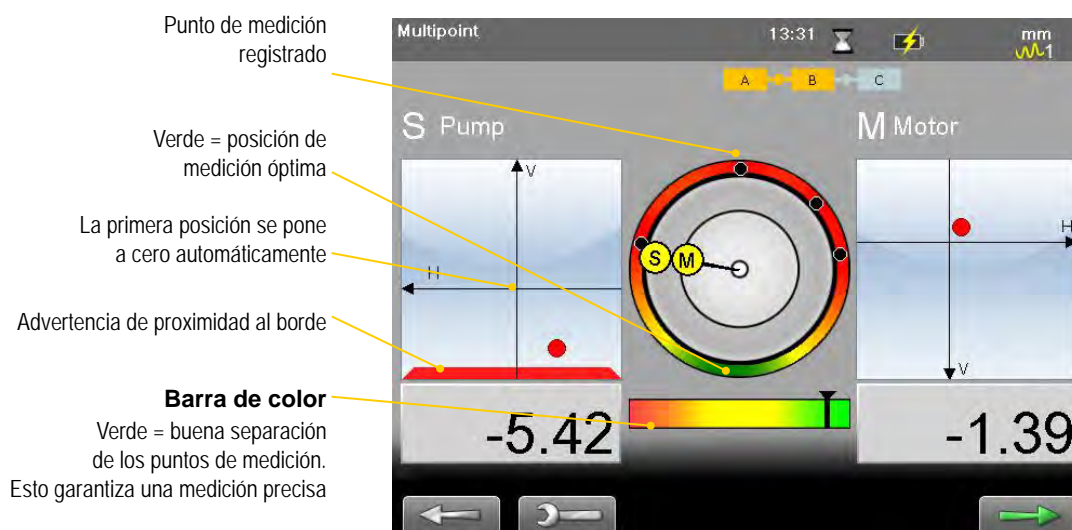 Punto de medición
registrado
Verde = posición de
medición óptima
La primera posición se pone
a cero automáticamente
Advertencia de proximidad al borde
Barra de color
Verde = buena separación
de los puntos de medición.
Esto garantiza una medición precisa
Multipoint
13:31
mm
1
A B C
S Pump
M Motor
V
H
S M
H
V
-5.42
-1.39